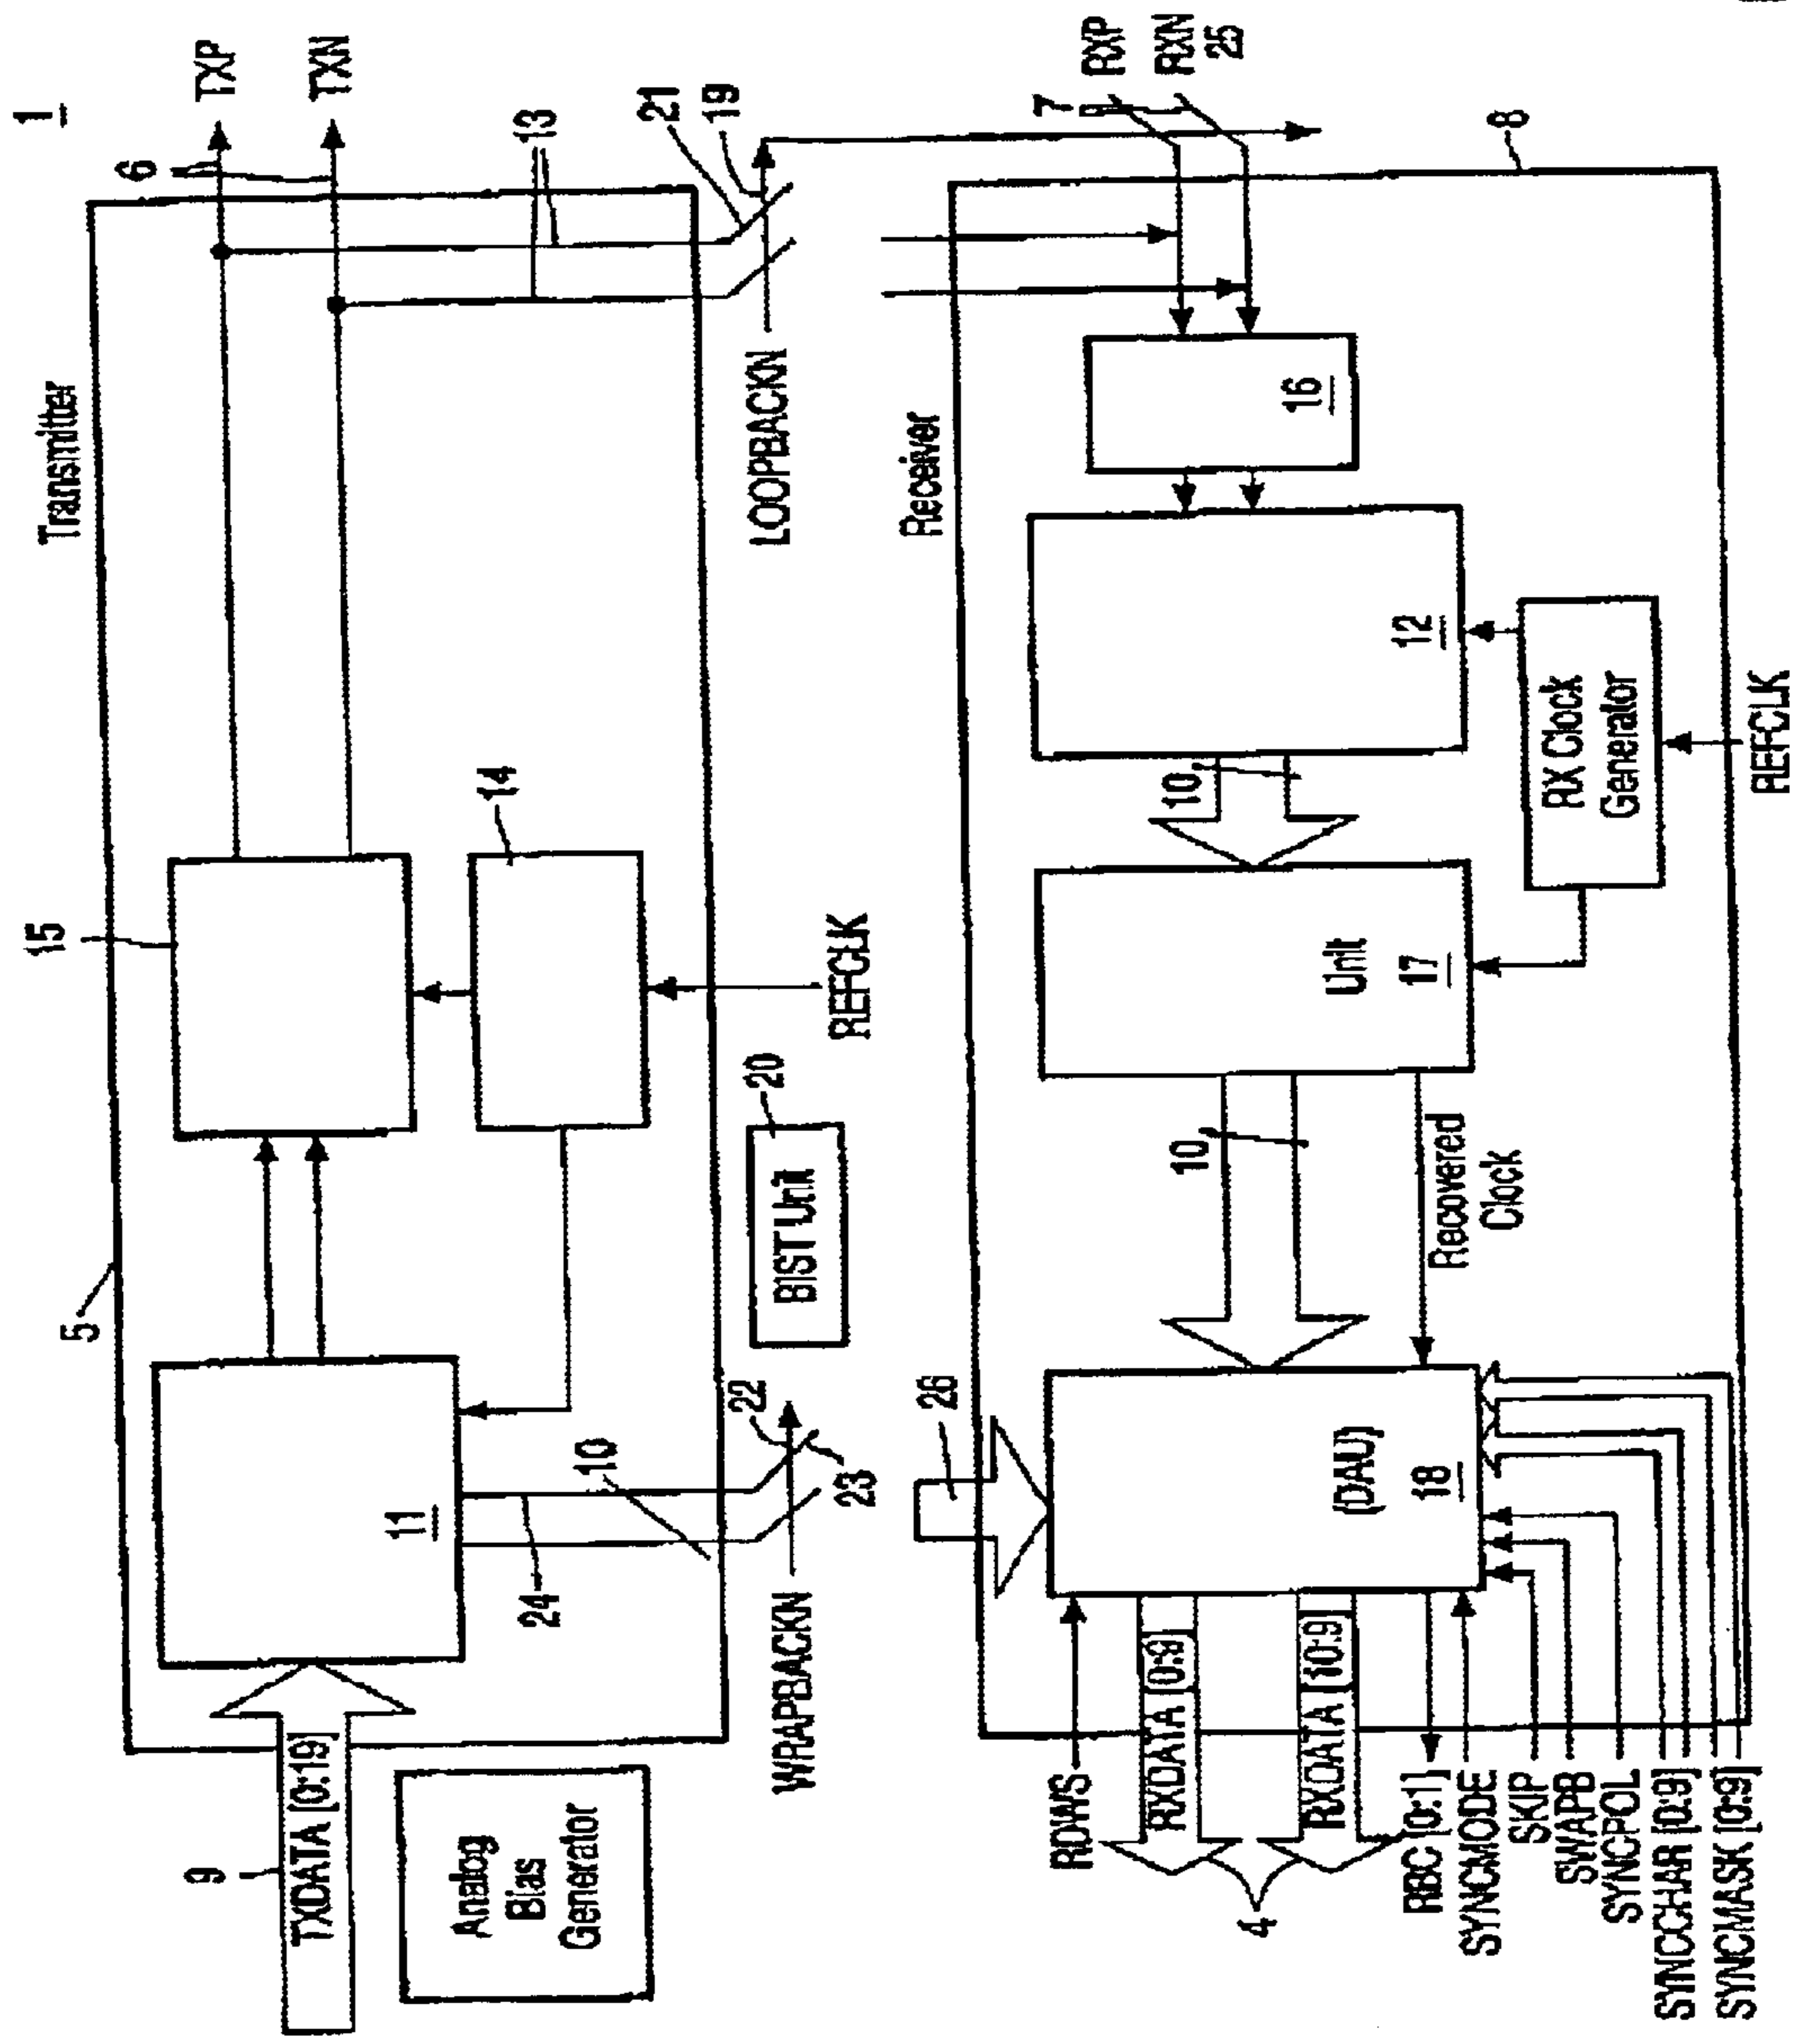 1
Transmitter
5
9
TXDATA [0:19]
11
15
14
6
TXP
TXN
13
24
10
REFCLK
Analog
Bias
Generator
WRAPBACKN
22
23
BIST Unit
20
LOOPBACKN
21
19
Receiver
7
RXP
RXN
25
8
16
12
10
Unit
17
RX Clock
Generator
REFCLK
10
Recovered
Clock
26
(DAU)
18
RDWS
RXDATA [0:9]
RXDATA [10:9]
4
RBC [0:1]
SYNCMODE
SKIP
SWAPB
SYNCPOL
SYNCCHAR [0:9]
SYNCMASK [0:9]